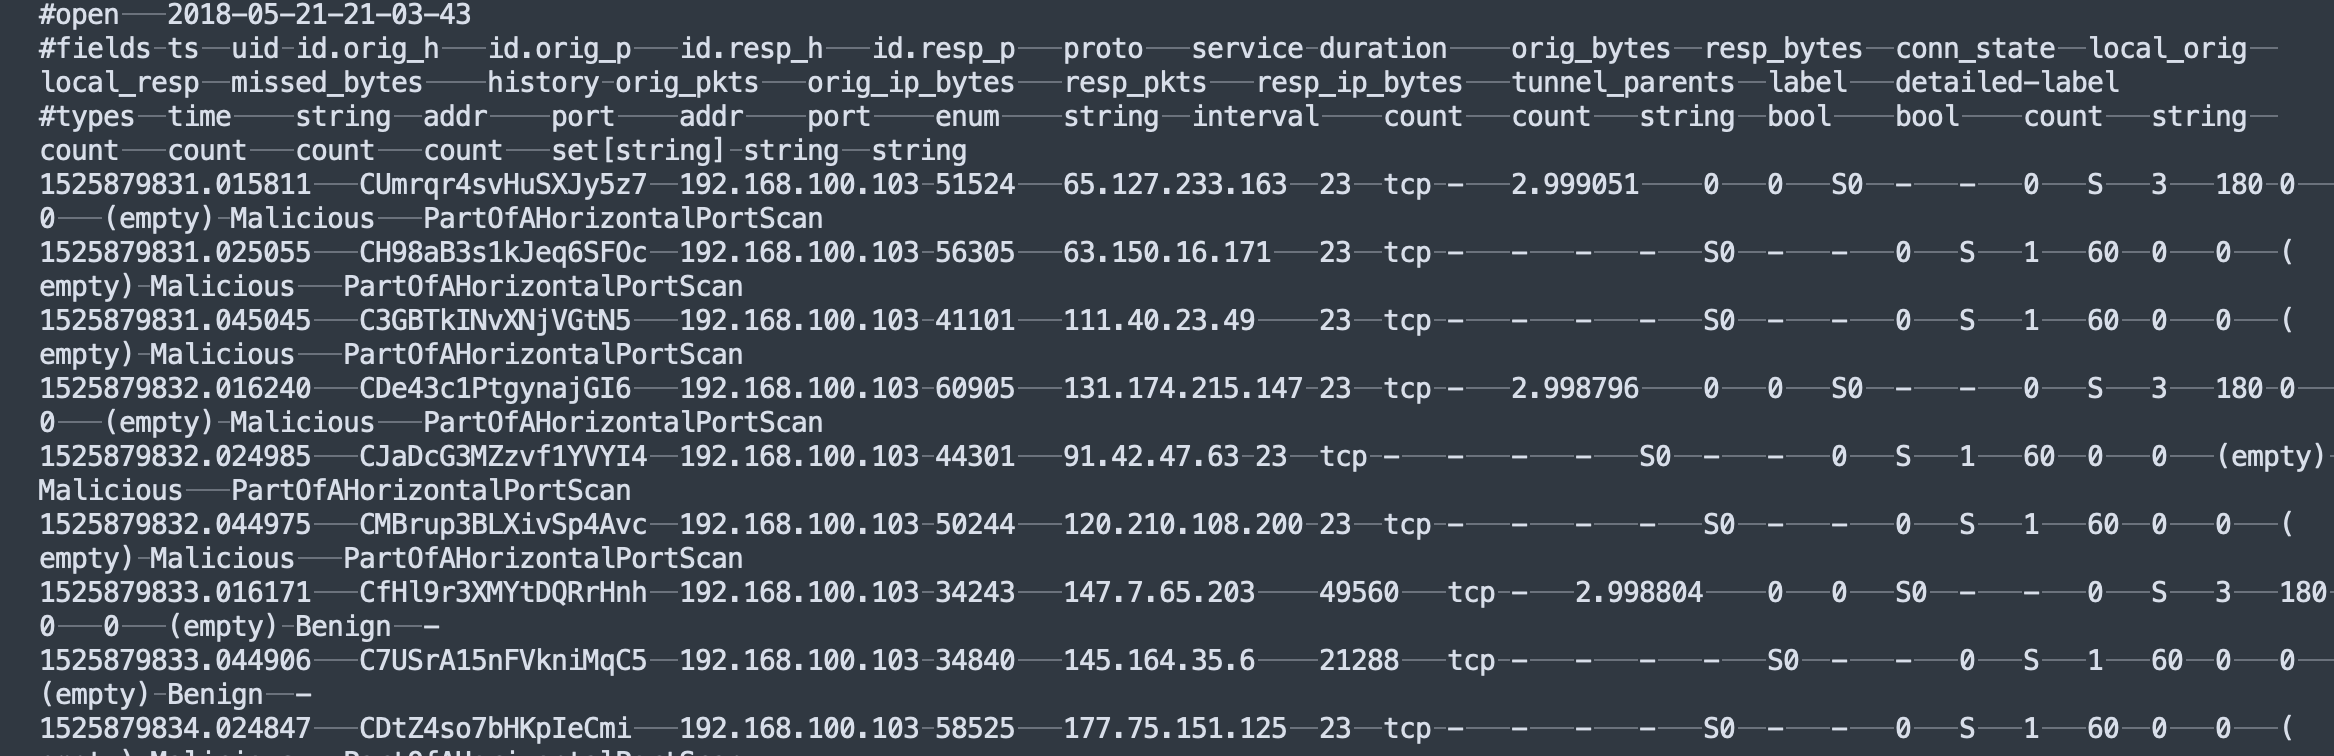 #open 2018-05-21-21-03-43
#fields ts uid id.orig_h id.orig_p id.resp_h id.resp_p proto service duration orig_bytes resp_bytes conn_state local_orig
local_resp missed_bytes history orig_pkts orig_ip_bytes resp_pkts resp_ip_bytes tunnel_parents label detailed-label
#types time string addr port addr port enum string interval count count string bool bool count string
count count count count set[string] string string
1525879831.015811 CUmrqr4svHuSXJy5z7 192.168.100.103 51524 65.127.233.163 23 tcp - 2.999051 0 0 S0 - - 0 S 3 180 0
0 (empty) Malicious PartOfAHorizontalPortScan
1525879831.025055 CH98aB3s1kJeq6SFOc 192.168.100.103 56305 63.150.16.171 23 tcp - - - - S0 - - 0 S 1 60 0 0 (
empty) Malicious PartOfAHorizontalPortScan
1525879831.045045 C3GBTkINvXNjVGtN5 192.168.100.103 41101 111.40.23.49 23 tcp - - - - S0 - - 0 S 1 60 0 0 (
empty) Malicious PartOfAHorizontalPortScan
1525879832.016240 CDe43c1PtgynajGI6 192.168.100.103 60905 131.174.215.147 23 tcp - 2.998796 0 0 S0 - - 0 S 3 180 0
0 (empty) Malicious PartOfAHorizontalPortScan
1525879832.024985 CJaDcG3MZzvf1YVYI4 192.168.100.103 44301 91.42.47.63 23 tcp - - - - S0 - - 0 S 1 60 0 0 (empty)
Malicious PartOfAHorizontalPortScan
1525879832.044975 CMBrup3BLXivSp4Avc 192.168.100.103 50244 120.210.108.200 23 tcp - - - - S0 - - 0 S 1 60 0 0 (
empty) Malicious PartOfAHorizontalPortScan
1525879833.016171 CfHl9r3XMYtDQRrHnh 192.168.100.103 34243 147.7.65.203 49560 tcp - 2.998804 0 0 S0 - - 0 S 3 180
0 0 (empty) Benign -
1525879833.044906 C7USrA15nFVkniMqC5 192.168.100.103 34840 145.164.35.6 21288 tcp - - - - S0 - - 0 S 1 60 0 0
(empty) Benign -
1525879834.024847 CDtZ4so7bHKpIeCmi 192.168.100.103 58525 177.75.151.125 23 tcp - - - - S0 - - 0 S 1 60 0 0 (
empty) Malicious PartOfAHorizontalPortScan